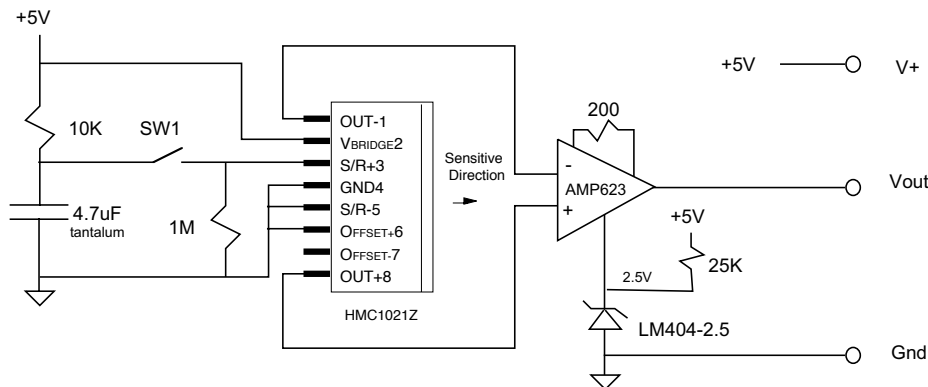 +5V
10K
SW1
4.7uF
tantalum
1M
OUT-1
VBRIDGE2
S/R+3
GND4
S/R-5
OFFSET+6
OFFSET-7
OUT+8
HMC1021Z
Sensitive
Direction
200
-
AMP623
+
+5V
25K
2.5V
LM404-2.5
+5V
V+
Vout
Gnd